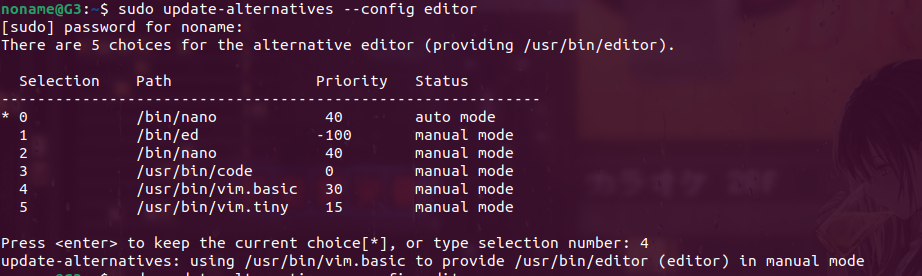 noname@G3:~$ sudo update-alternatives --config editor
[sudo] password for noname:
There are 5 choices for the alternative editor (providing /usr/bin/editor).
  Selection    Path                Priority   Status
------------------------------------------------------------
* 0            /bin/nano            40        auto mode
  1            /bin/ed             -100       manual mode
  2            /bin/nano            40        manual mode
  3            /usr/bin/code        0         manual mode
  4            /usr/bin/vim.basic   30        manual mode
  5            /usr/bin/vim.tiny    15        manual mode
Press <enter> to keep the current choice[*], or type selection number: 4
update-alternatives: using /usr/bin/vim.basic to provide /usr/bin/editor (editor) in manual mode
カラオケ